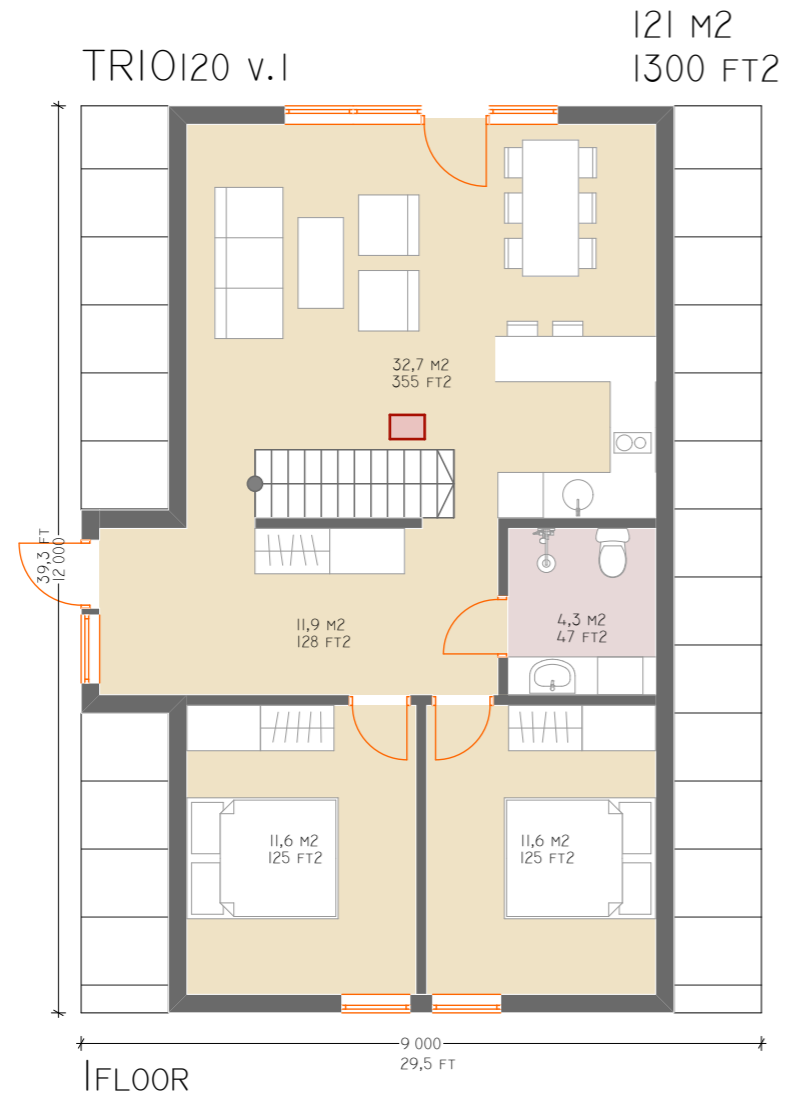 121 M2
TRIO120 V.1
1300 FT2
32,7 M2
355 FT2
39,3 FT
12 000
11,9 M2
128 FT2
4,3 M2
47 FT2
11,6 M2
125 FT2
11,6 M2
125 FT2
9 000
29,5 FT
1FLOOR